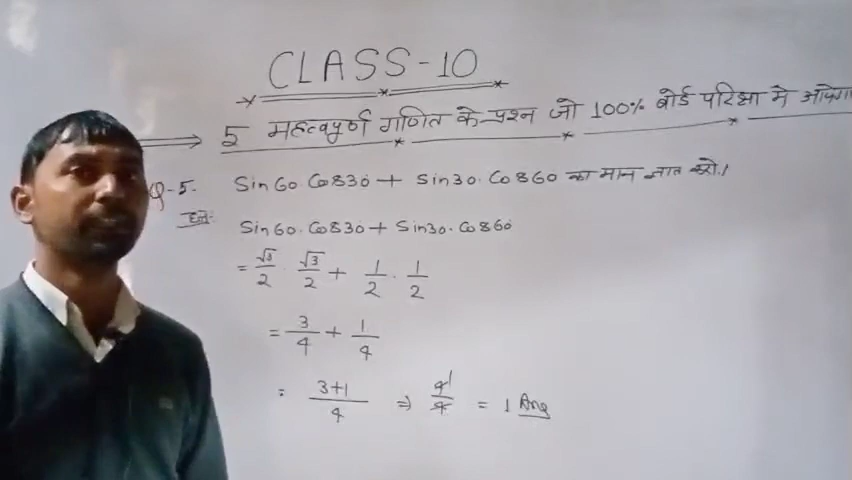 CLASS-10
5 महत्वपुर्ण गणित के प्रश्न जो 100% बोर्ड परिक्षा मे आयेगा
Q-5. Sin60. Cos30 + Sin30. Cos60 का मान ज्ञात करो।
हल:- Sin60. Cos30 + Sin30. Cos60
= √3/2 . √3/2 + 1/2 . 1/2
= 3/4 + 1/4
= 3+1/4 ⇒ 4/4 = 1 Ans